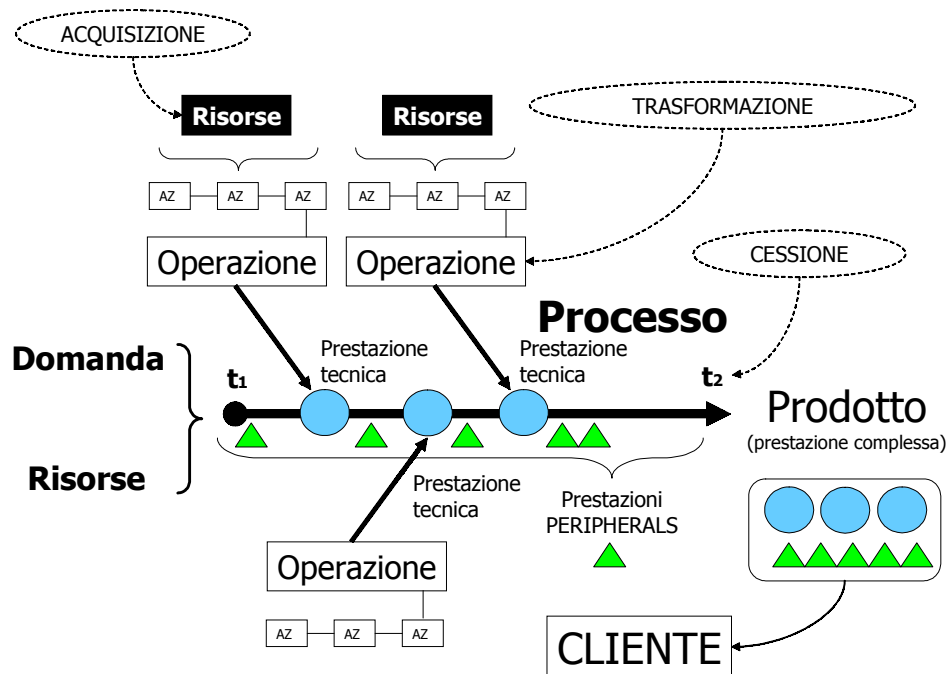 ACQUISIZIONE
TRASFORMAZIONE
Risorse
Risorse
AZ
AZ
AZ
AZ
AZ
AZ
Operazione
Operazione
CESSIONE
Processo
Domanda
Risorse
t1
Prestazione
tecnica
Prestazione
tecnica
t2
Prodotto
(prestazione complessa)
Prestazione
tecnica
Prestazioni
PERIPHERALS
Operazione
AZ
AZ
AZ
CLIENTE